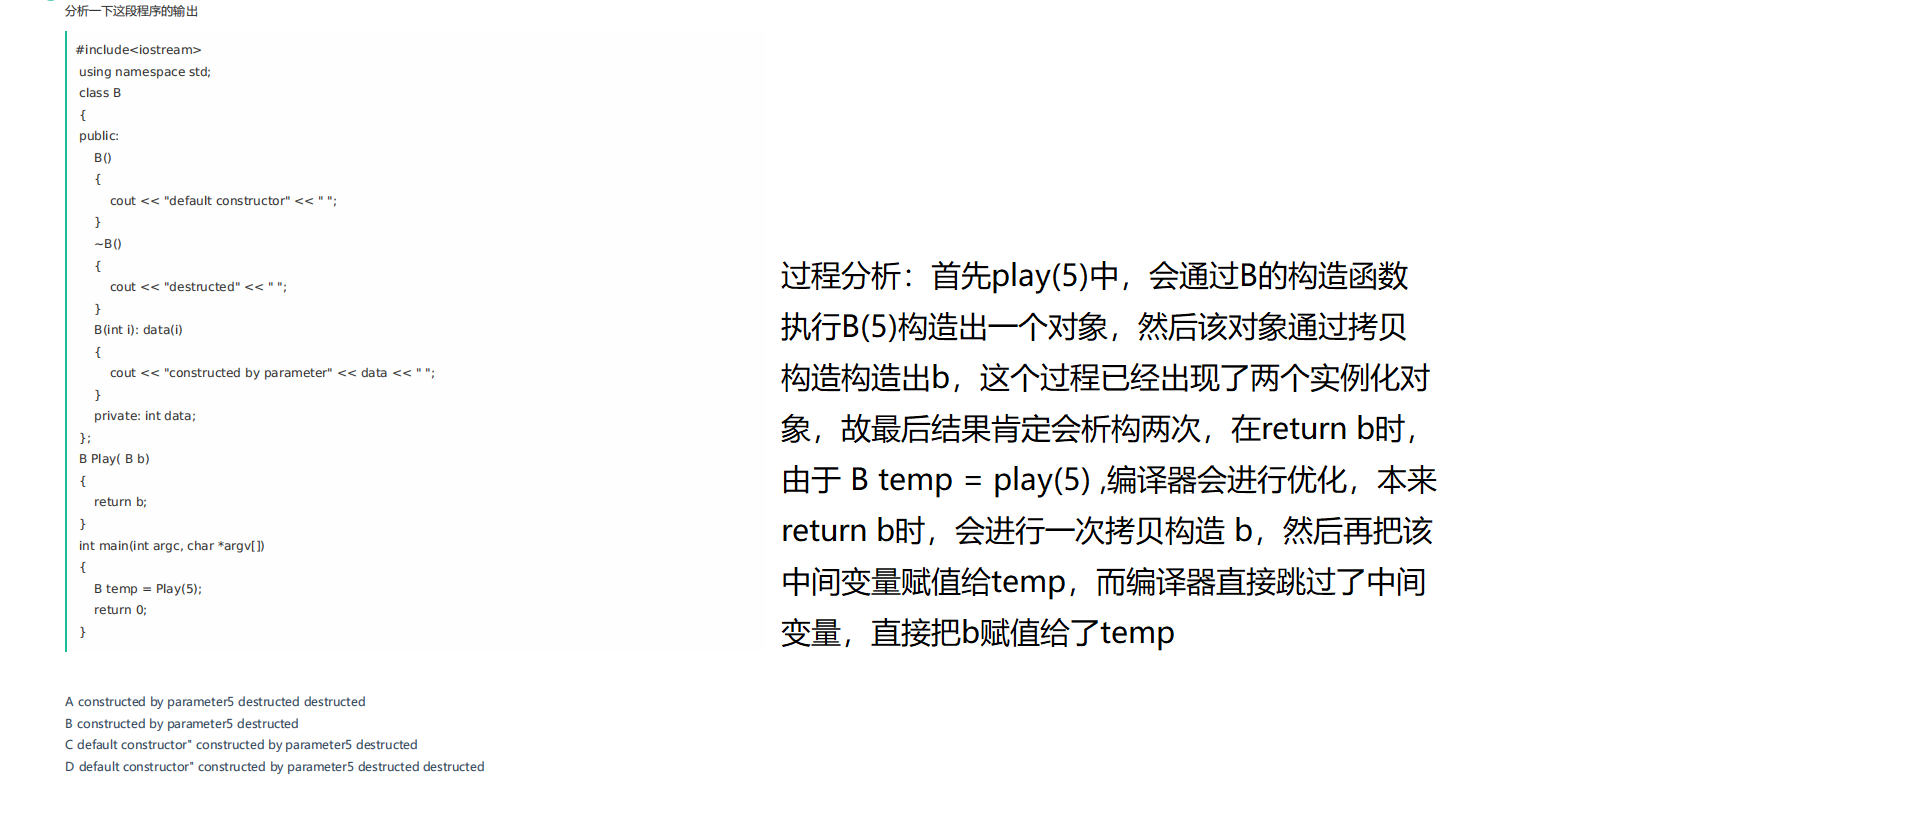 分析一下这段程序的输出
#include<iostream>
using namespace std;
class B
{
public:
B()
{
cout << "default constructor" << " ";
}
~B()
{
cout << "destructed" << " ";
}
B(int i): data(i)
{
cout << "constructed by parameter" << data << " ";
}
private: int data;
};
B Play( B b)
{
return b;
}
int main(int argc, char *argv[])
{
B temp = Play(5);
return 0;
}
A constructed by parameter5 destructed destructed
B constructed by parameter5 destructed
C default constructor" constructed by parameter5 destructed
D default constructor" constructed by parameter5 destructed destructed
过程分析：首先play(5)中，会通过B的构造函数
执行B(5)构造出一个对象，然后该对象通过拷贝
构造构造出b，这个过程已经出现了两个实例化对
象，故最后结果肯定会析构两次，在return b时，
由于 B temp = play(5) ,编译器会进行优化，本来
return b时，会进行一次拷贝构造 b，然后再把该
中间变量赋值给temp，而编译器直接跳过了中间
变量，直接把b赋值给了temp